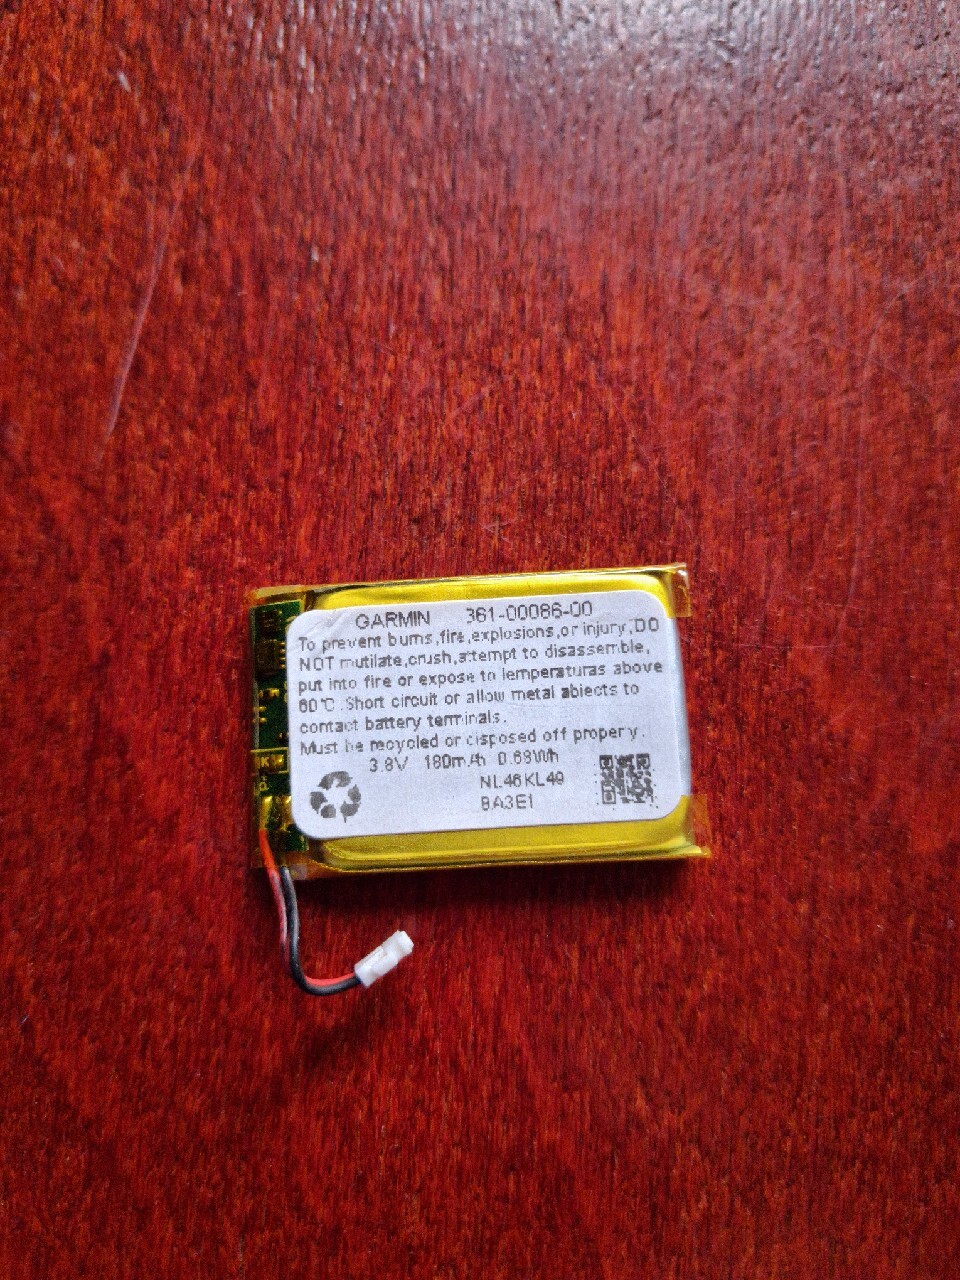 GARMIN 361-00086-00
To prevent burns,fire,explosions,or injury,DO
NOT mutilate,crush,attempt to disassemble,
put into fire or expose to temperaturas above
60°C.Short circuit or allow metal abiects to
contact battery terminals.
Must be recycled or disposed off propery.
3.8V 180mAh 0.68Wh
NL46KL49
BA3E1